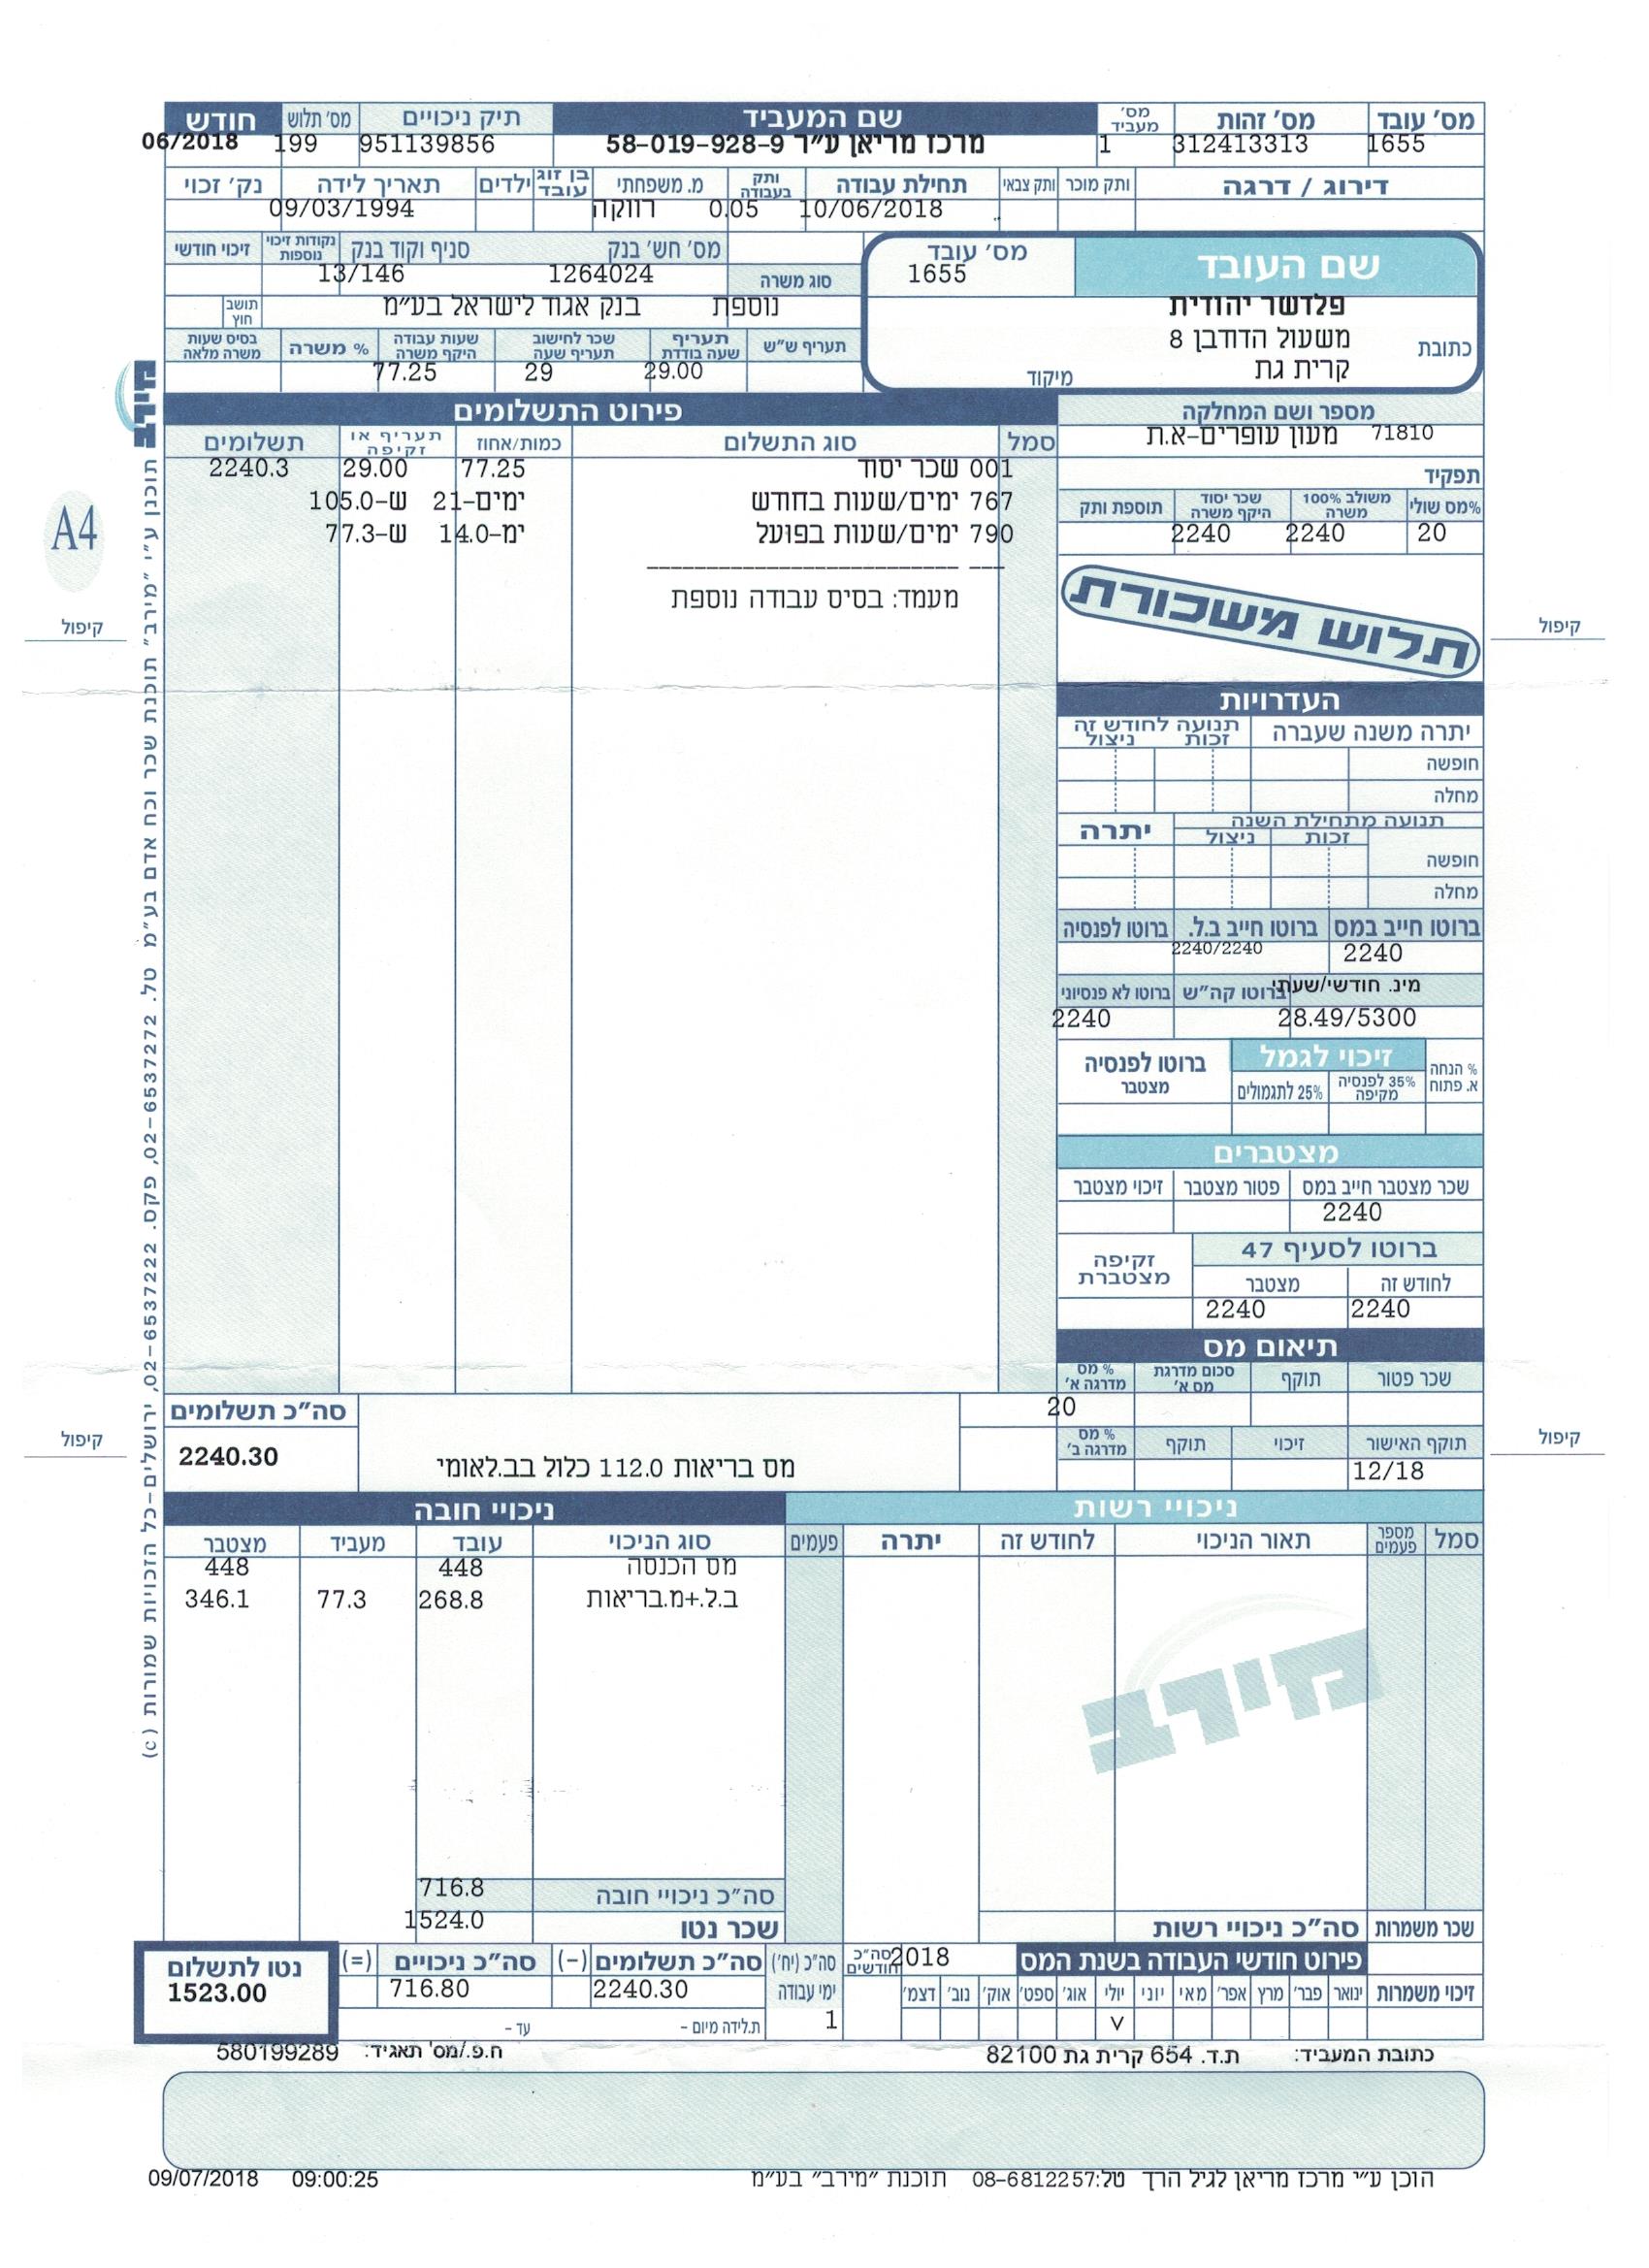 מס' עובד מס' זהות מס' מעביד שם המעביד תיק ניכויים מס' תלוש חודש
1655 312413313 1 מרכז מריאן ע"ר 58-019-928-9 951139856 199 06/2018
דירוג / דרגה ותק מוכר ותק צבאי תחילת עבודה ותק בעבודה מ. משפחתי בן זוג עובד ילדים תאריך לידה נק' זכוי
10/06/2018 0.05 רווקה 09/03/1994
שם העובד מס' עובד
1655
פלדשר יהודית
כתובת משעול הדודבן 8
קרית גת
מיקוד
מס' חש' בנק סניף וקוד בנק נקודות זיכוי נוספות זיכוי חודשי
1264024 13/146
סוג משרה
נוספת בנק אגוד לישראל בע"מ
תושב חוץ
תעריף ש"ש תעריף שעה בודדת שכר לחישוב תעריף שעה שעות עבודה היקף משרה % משרה בסיס שעות משרה מלאה
29.00 29 77.25
מספר ושם המחלקה
71810 מעון עופרים-א.ת
תפקיד
%מס שולי משולב 100% משרה שכר יסוד היקף משרה תוספת ותק
20 2240 2240
תלוש משכורת
פירוט התשלומים
סמל סוג התשלום כמות/אחוז תעריף או זקיפה תשלומים
001 שכר יסוד 77.25 29.00 2240.3
767 ימים/שעות בחודש ימים-21 ש-105.0
790 ימים/שעות בפועל ימ-14.0 ש-77.3
מעמד: בסיס עבודה נוספת
A4
קיפול
קיפול
העדרויות
יתרה משנה שעברה תנועה לחודש זה
זכות ניצול
חופשה
מחלה
תנועה מתחילת השנה יתרה
זכות ניצול
חופשה
מחלה
ברוטו חייב במס ברוטו חייב ב.ל. ברוטו לפנסיה
2240 2240/2240
מינ. חודשי/שעתי ברוטו קה"ש ברוטו לא פנסיוני
28.49/5300 2240
% הנחה א. פתוח זיכוי לגמל ברוטו לפנסיה מצטבר
35% לפנסיה מקיפה 25% לתגמולים
מצטברים
שכר מצטבר חייב במס פטור מצטבר זיכוי מצטבר
2240
ברוטו לסעיף 47 זקיפה מצטברת
לחודש זה מצטבר
2240 2240
תיאום מס
שכר פטור תוקף סכום מדרגת מס א' % מס מדרגה א'
20
תוקף האישור זיכוי תוקף % מס מדרגה ב'
12/18
סה"כ תשלומים
2240.30
מס בריאות 112.0 כלול בב.לאומי
קיפול
קיפול
ניכויי רשות
סמל מספר פעמים תאור הניכוי לחודש זה יתרה פעמים
מירב
סה"כ ניכויי רשות
שכר משמרות
ניכויי חובה
סוג הניכוי עובד מעביד מצטבר
מס הכנסה 448 448
ב.ל.+מ.בריאות 268.8 77.3 346.1
סה"כ ניכויי חובה 716.8
שכר נטו 1524.0
פירוט חודשי העבודה בשנת המס 2018 סה"כ חודשים
זיכוי משמרות ינואר פבר' מרץ אפר' מאי יוני יולי אוג' ספט' אוק' נוב' דצמ'
V
סה"כ (יח') ימי עבודה
1
סה"כ תשלומים (-) סה"כ ניכויים (=) נטו לתשלום
2240.30 716.80 1523.00
ת.לידה מיום - עד -
כתובת המעביד: ת.ד. 654 קרית גת 82100 ח.פ./מס' תאגיד: 580199289
הוכן ע"י מרכז מריאן לגיל הרך טל:08-6812257 תוכנת "מירב" בע"מ 09:00:25 09/07/2018
מירב
תוכנן ע"י "מירב" תוכנת שכר וכח אדם בע"מ טל. 02-6537272, פקס. 02-6537222, ירושלים-כל הזכויות שמורות (c)